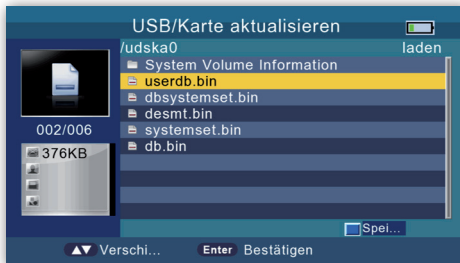 USB/Karte aktualisieren
/udska0 laden
System Volume Information
userdb.bin
dbsystemset.bin
desmt.bin
systemset.bin
db.bin
002/006
376KB
Spei...
Verschi... Enter Bestätigen